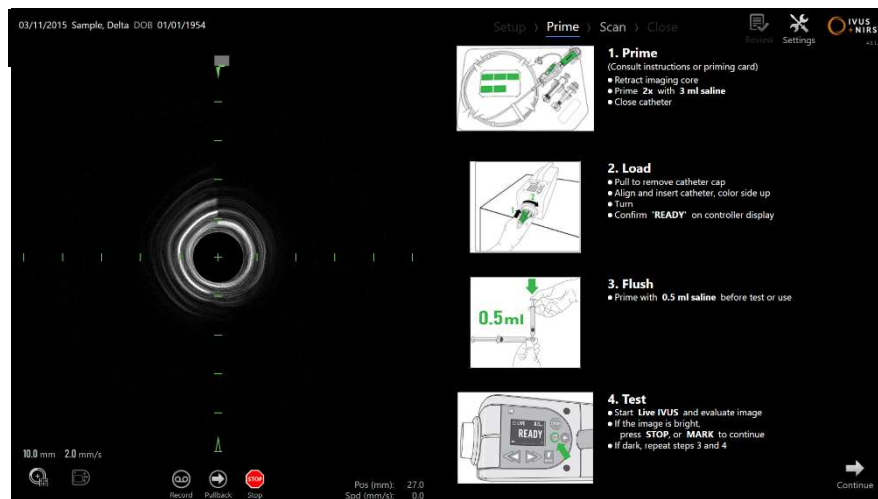 03/11/2015 Sample, Delta DOB 01/01/1954
Setup › Prime › Scan › Close
Review
Settings
IVUS
+NIRS
1. Prime
(Consult instructions or priming card)
• Retract imaging core
• Prime 2x with 3 ml saline
• Close catheter
2. Load
• Pull to remove catheter cap
• Align and insert catheter, color side up
• Turn
• Confirm 'READY' on controller display
3. Flush
• Prime with 0.5 ml saline before test or use
0.5ml
4. Test
• Start Live IVUS and evaluate image
• If the image is bright,
press STOP, or MARK to continue
• If dark, repeat steps 3 and 4
READY
10.0 mm 2.0 mm/s
STOP
Record Pullback Stop
Pos (mm): 27.0
Spd (mm/s): 0.0
Continue